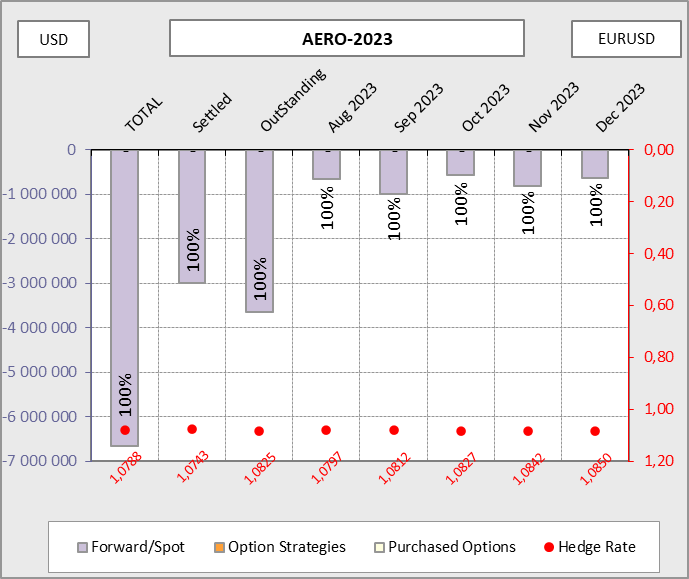 USD
AERO-2023
EURUSD
TOTAL
Settled
OutStanding
Aug 2023
Sep 2023
Oct 2023
Nov 2023
Dec 2023
0
-1 000 000
-2 000 000
-3 000 000
-4 000 000
-5 000 000
-6 000 000
-7 000 000
0,00
0,20
0,40
0,60
0,80
1,00
1,20
100%
100%
100%
100%
100%
100%
100%
100%
1,0788
1,0743
1,0825
1,0797
1,0812
1,0827
1,0842
1,0850
Forward/Spot
Option Strategies
Purchased Options
Hedge Rate